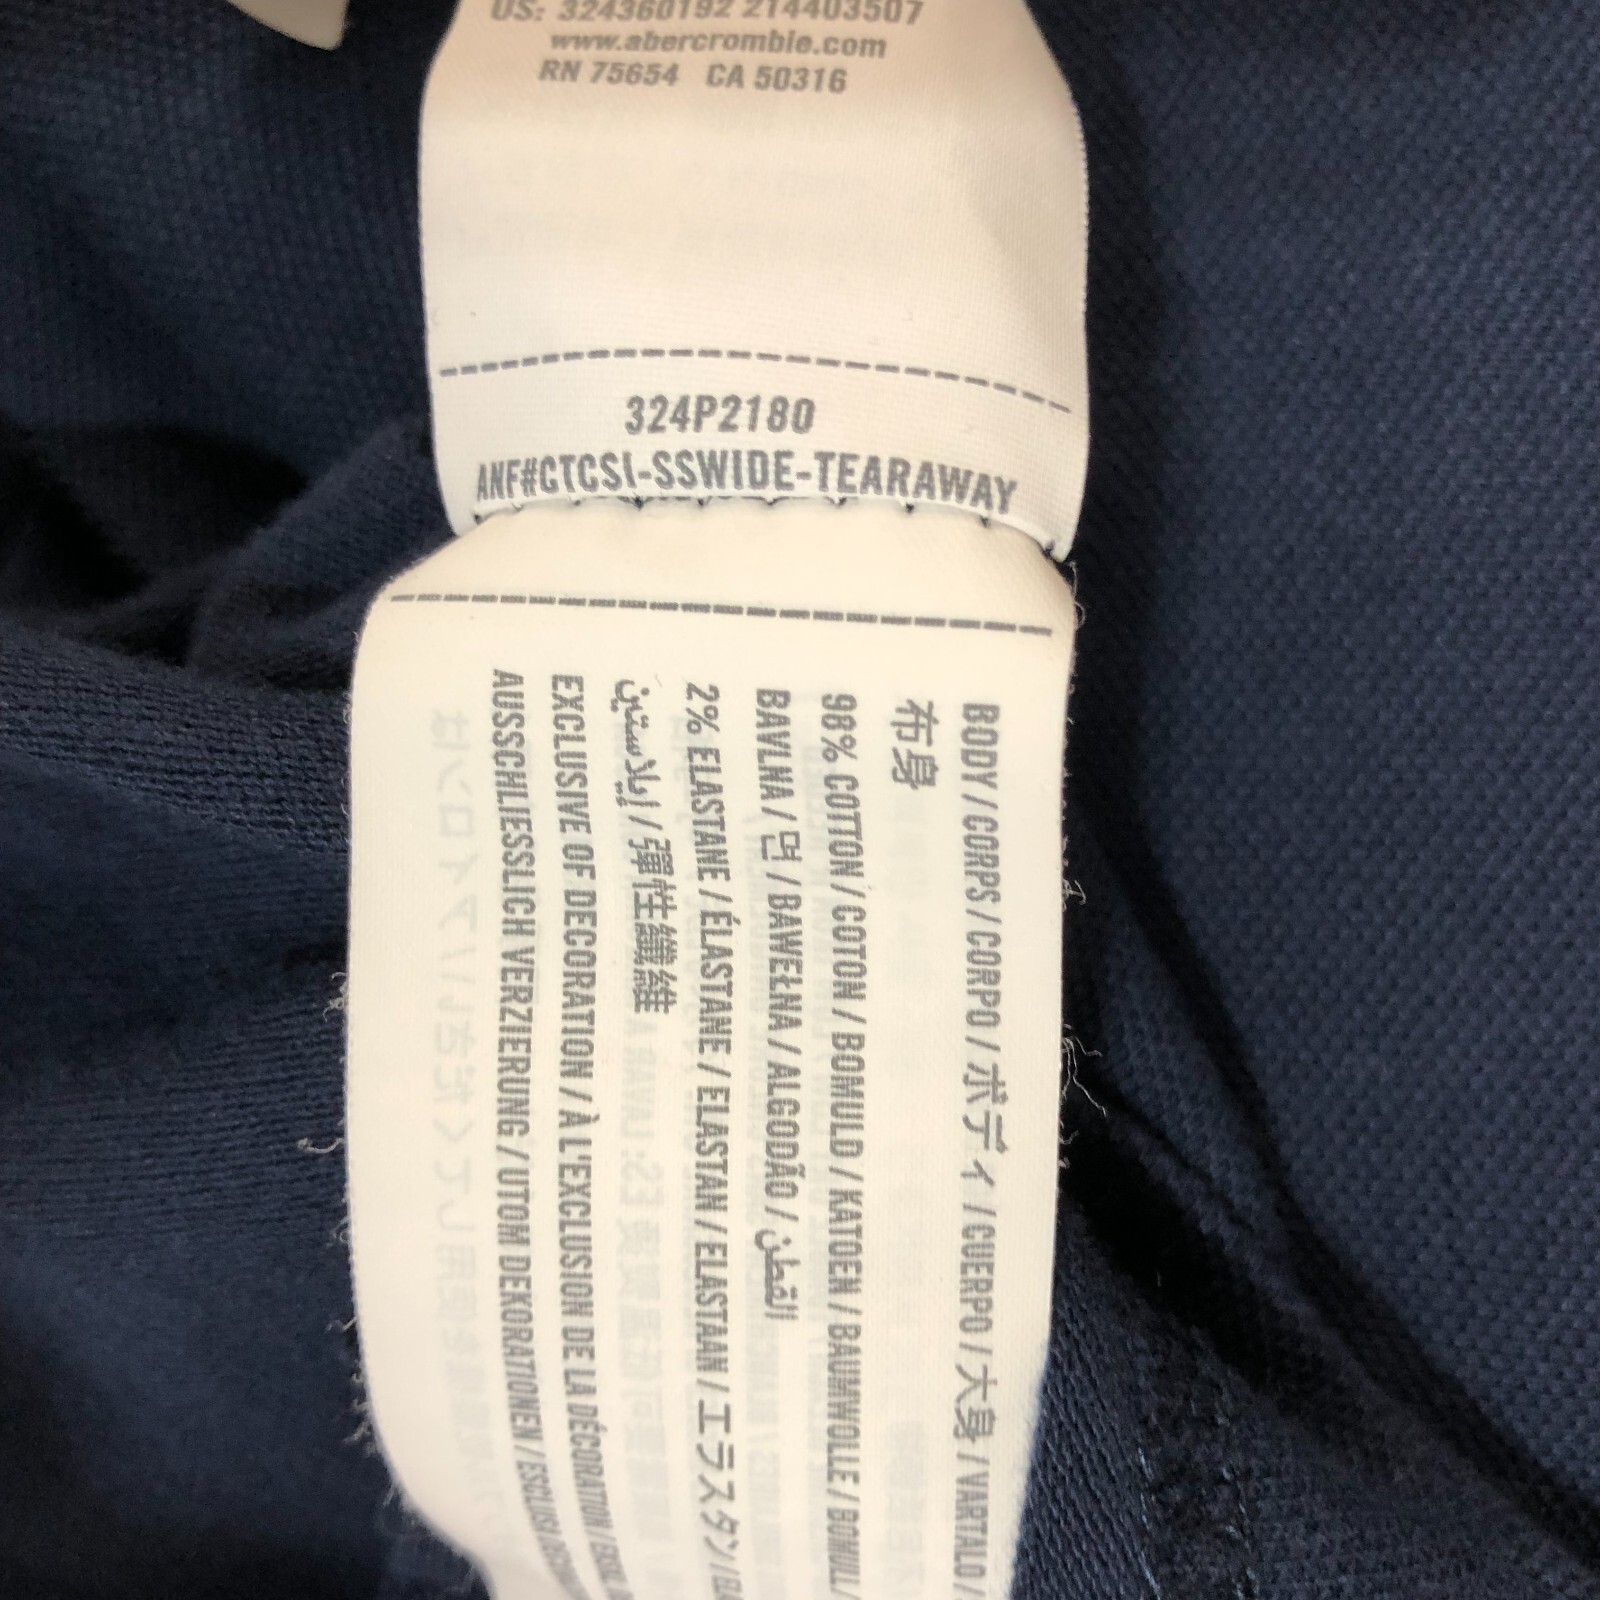 US: 324360192 214403507
www.abercrombie.com
RN 75654 CA 50316
324P2180
ANF#CTCSI-SSWIDE-TEARAWAY
BODY / CORPS / CORPO / ボディ / CUERPO / 大身 / VARTALO /
布身
98% COTTON / COTON / BOMULD / KATOEN / BAUMWOLLE / BOMULL /
BAVLNA / 면 / BAWEŁNA / ALGODÃO / القطن
2% ELASTANE / ÉLASTANE / ELASTAN / ELASTAAN / エラスタン /
إيلاستين / 彈性纖維
EXCLUSIVE OF DECORATION / À L'EXCLUSION DE LA DÉCORATION /
AUSSCHLIESSLICH VERZIERUNG / UTOM DEKORATIONEN /